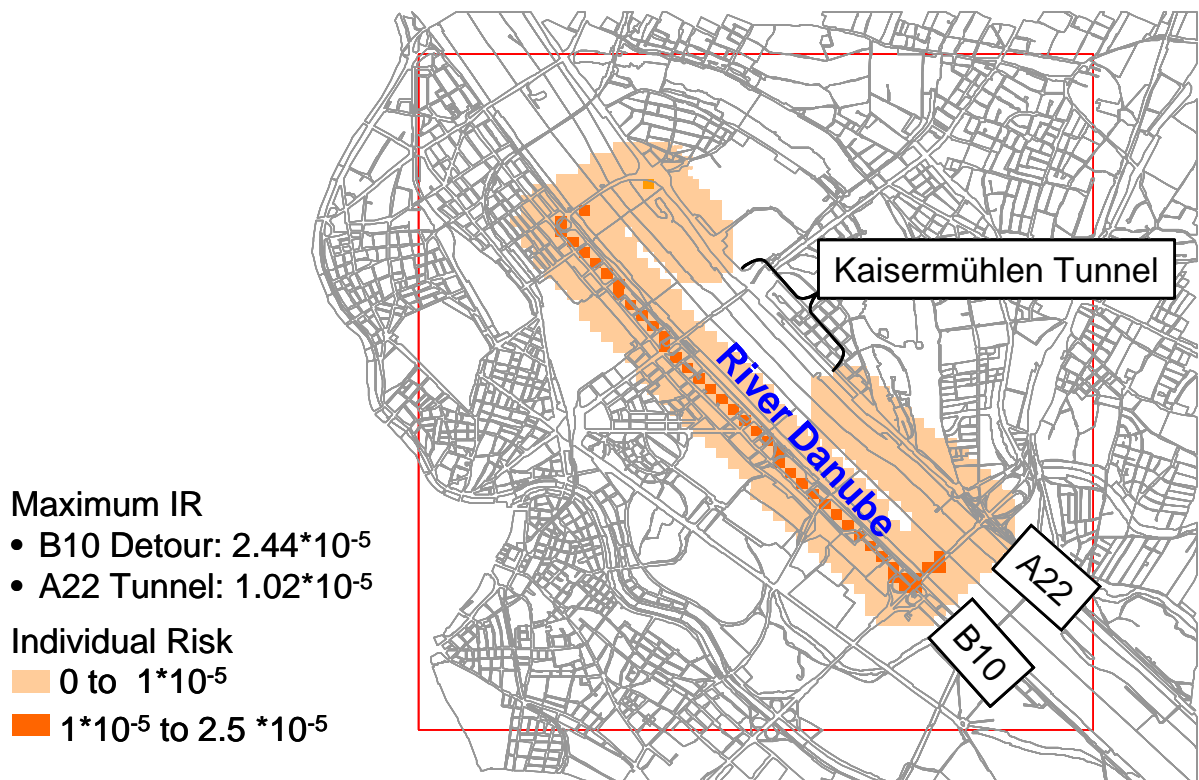 Kaisermühlen Tunnel
River Danube
A22
B10
Maximum IR
• B10 Detour: 2.44*10⁻⁵
• A22 Tunnel: 1.02*10⁻⁵
Individual Risk
0 to 1*10⁻⁵
1*10⁻⁵ to 2.5 *10⁻⁵